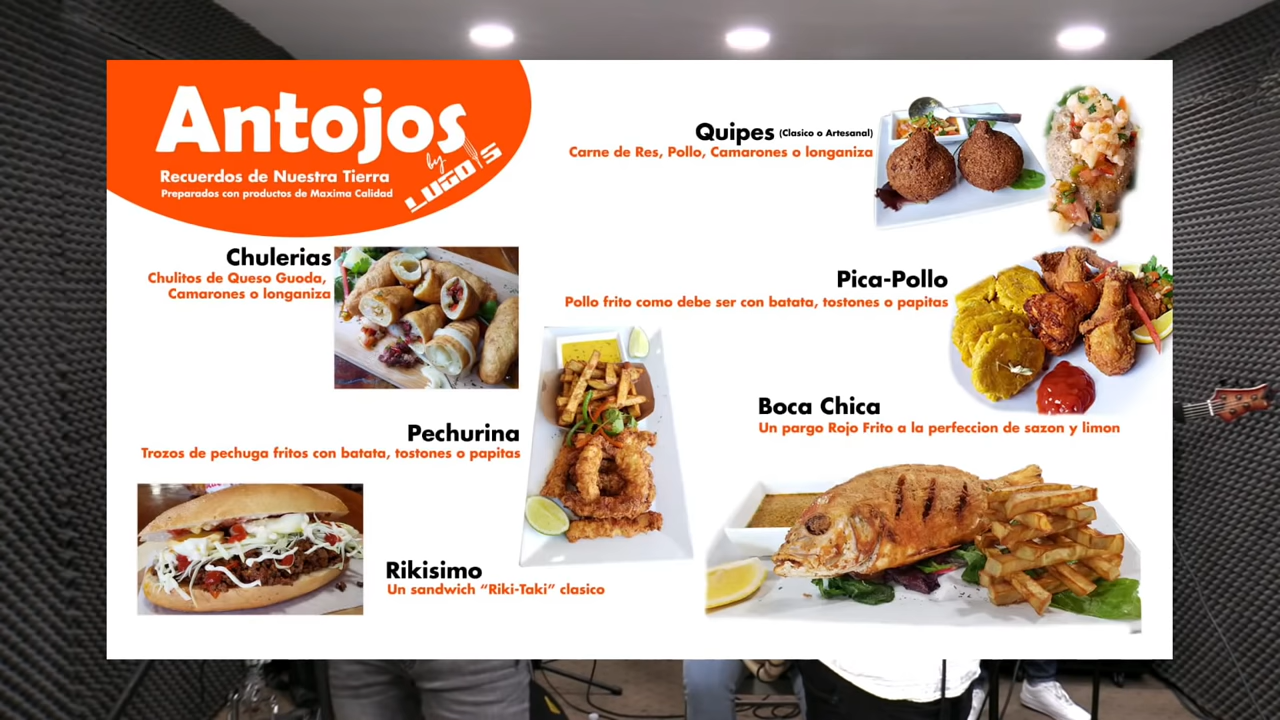 Antojos
by
LUGO'S
Recuerdos de Nuestra Tierra
Preparados con productos de Maxima Calidad
Quipes (Clasico o Artesanal)
Carne de Res, Pollo, Camarones o longaniza
Chulerias
Chulitos de Queso Guoda,
Camarones o longaniza
Pica-Pollo
Pollo frito como debe ser con batata, tostones o papitas
Boca Chica
Un pargo Rojo Frito a la perfeccion de sazon y limon
Pechurina
Trozos de pechuga fritos con batata, tostones o papitas
Rikisimo
Un sandwich “Riki-Taki” clasico